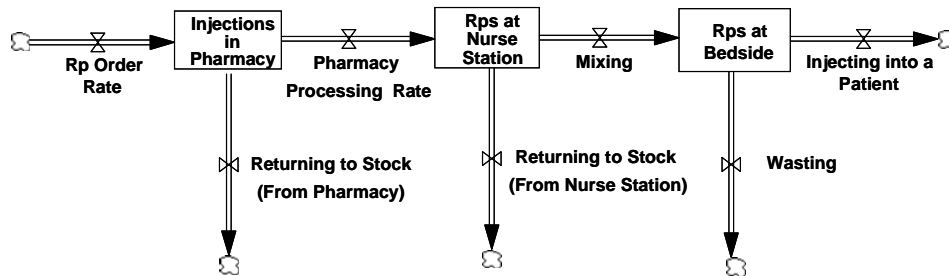 Injections
in
Pharmacy
Rps at
Nurse
Station
Rps at
Bedside
Rp Order
Rate
Pharmacy
Processing Rate
Mixing
Injecting into a
Patient
Returning to Stock
(From Pharmacy)
Returning to Stock
(From Nurse Station)
Wasting